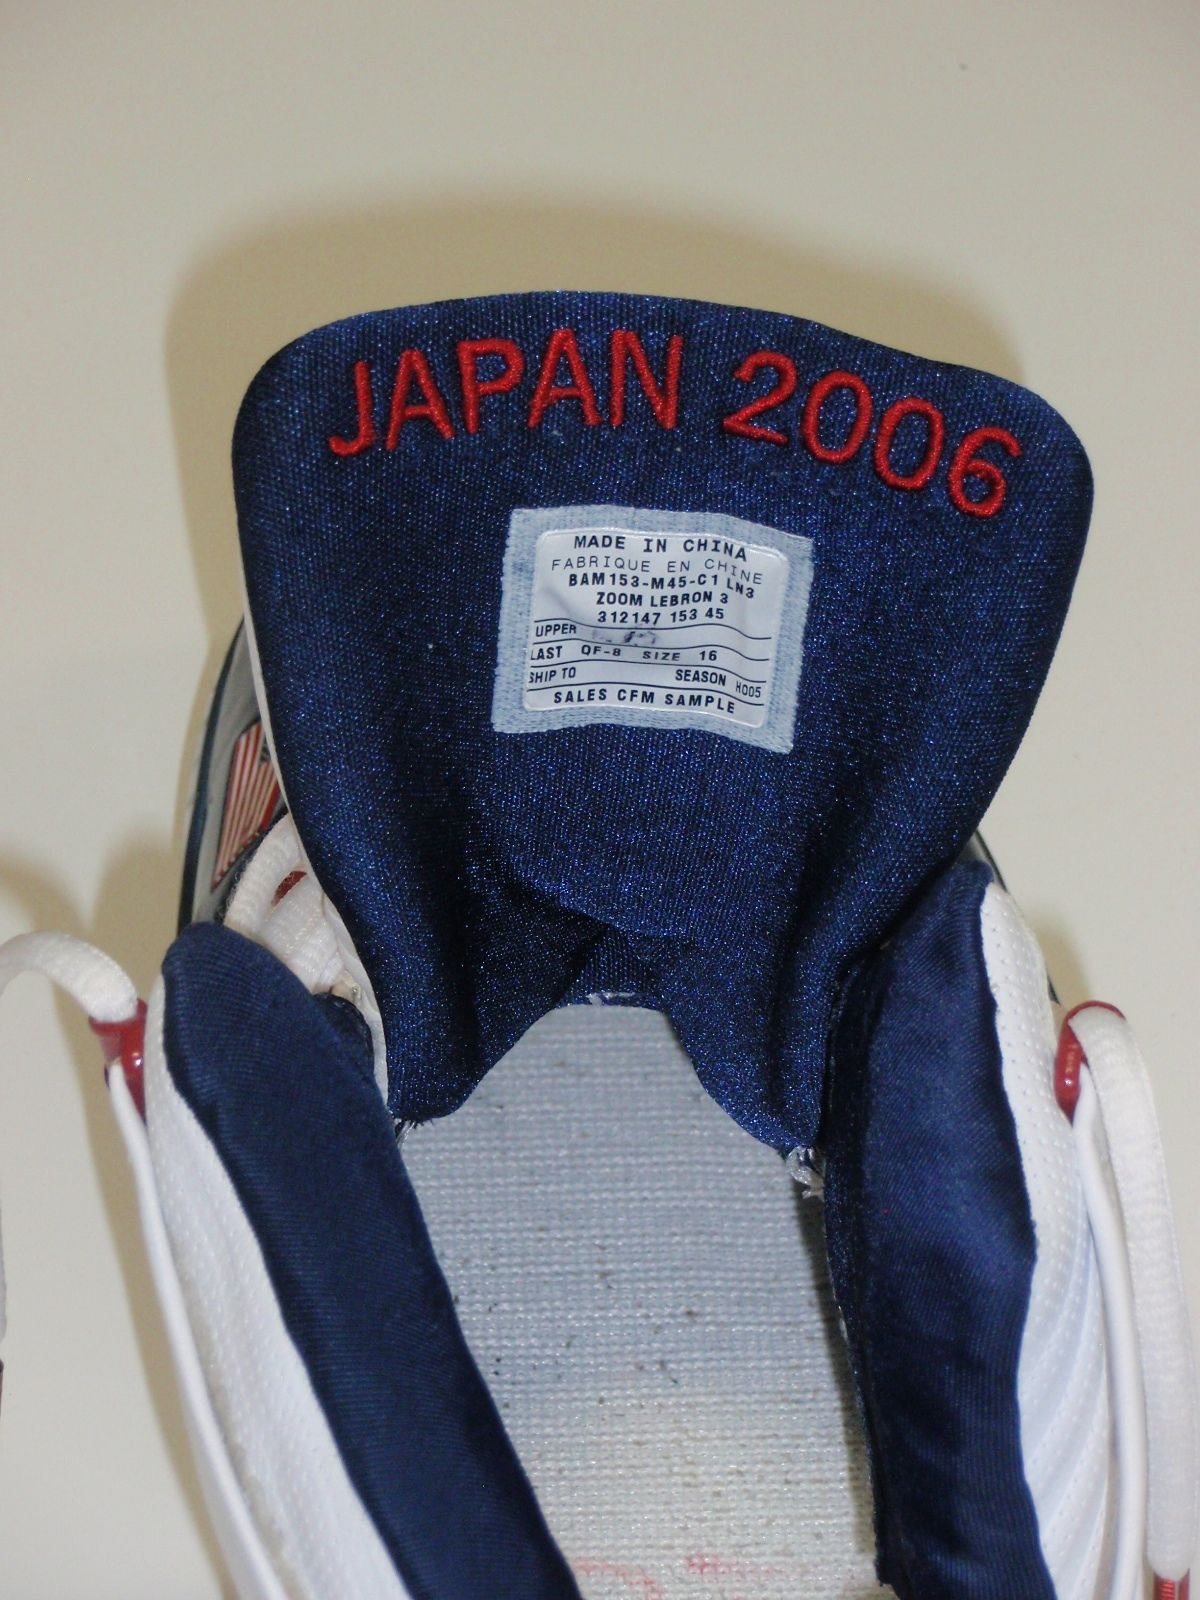 JAPAN 2006
MADE IN CHINA
FABRIQUE EN CHINE
BAM153-M45-C1 LN3
ZOOM LEBRON 3
312147 153 45
UPPER
LAST QF-8 SIZE 16
SHIP TO SEASON HO05
SALES CFM SAMPLE